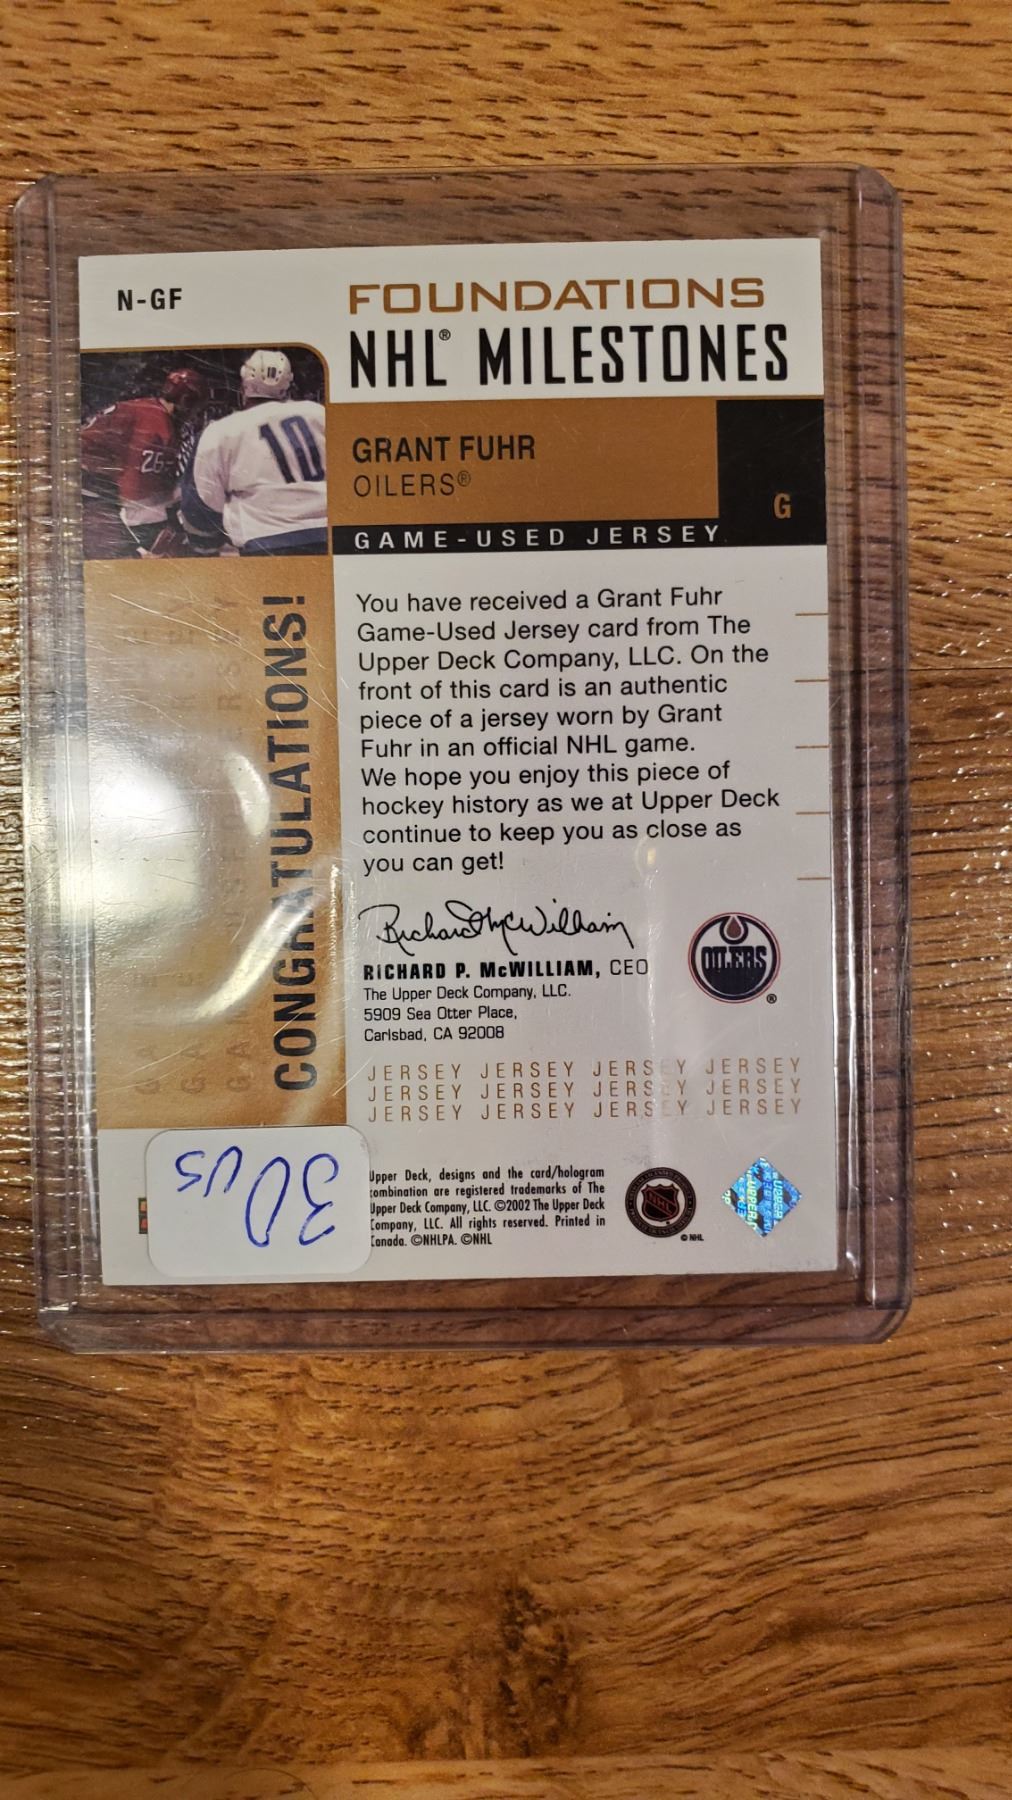 N-GF
FOUNDATIONS
NHL® MILESTONES
26
10
10
GRANT FUHR
OILERS®
G
GAME-USED JERSEY
CONGRATULATIONS!
You have received a Grant Fuhr
Game-Used Jersey card from The
Upper Deck Company, LLC. On the
front of this card is an authentic
piece of a jersey worn by Grant
Fuhr in an official NHL game.
We hope you enjoy this piece of
hockey history as we at Upper Deck
continue to keep you as close as
you can get!
Richard McWilliam
RICHARD P. McWILLIAM, CEO
The Upper Deck Company, LLC.
5909 Sea Otter Place,
Carlsbad, CA 92008
OILERS
®
JERSEY JERSEY JERSEY JERSEY
JERSEY JERSEY JERSEY JERSEY
JERSEY JERSEY JERSEY JERSEY
30 US
Upper Deck, designs and the card/hologram
combination are registered trademarks of The
Upper Deck Company, LLC. ©2002 The Upper Deck
Company, LLC. All rights reserved. Printed in
Canada. ©NHLPA. ©NHL
NHL
© NHL
UPPER